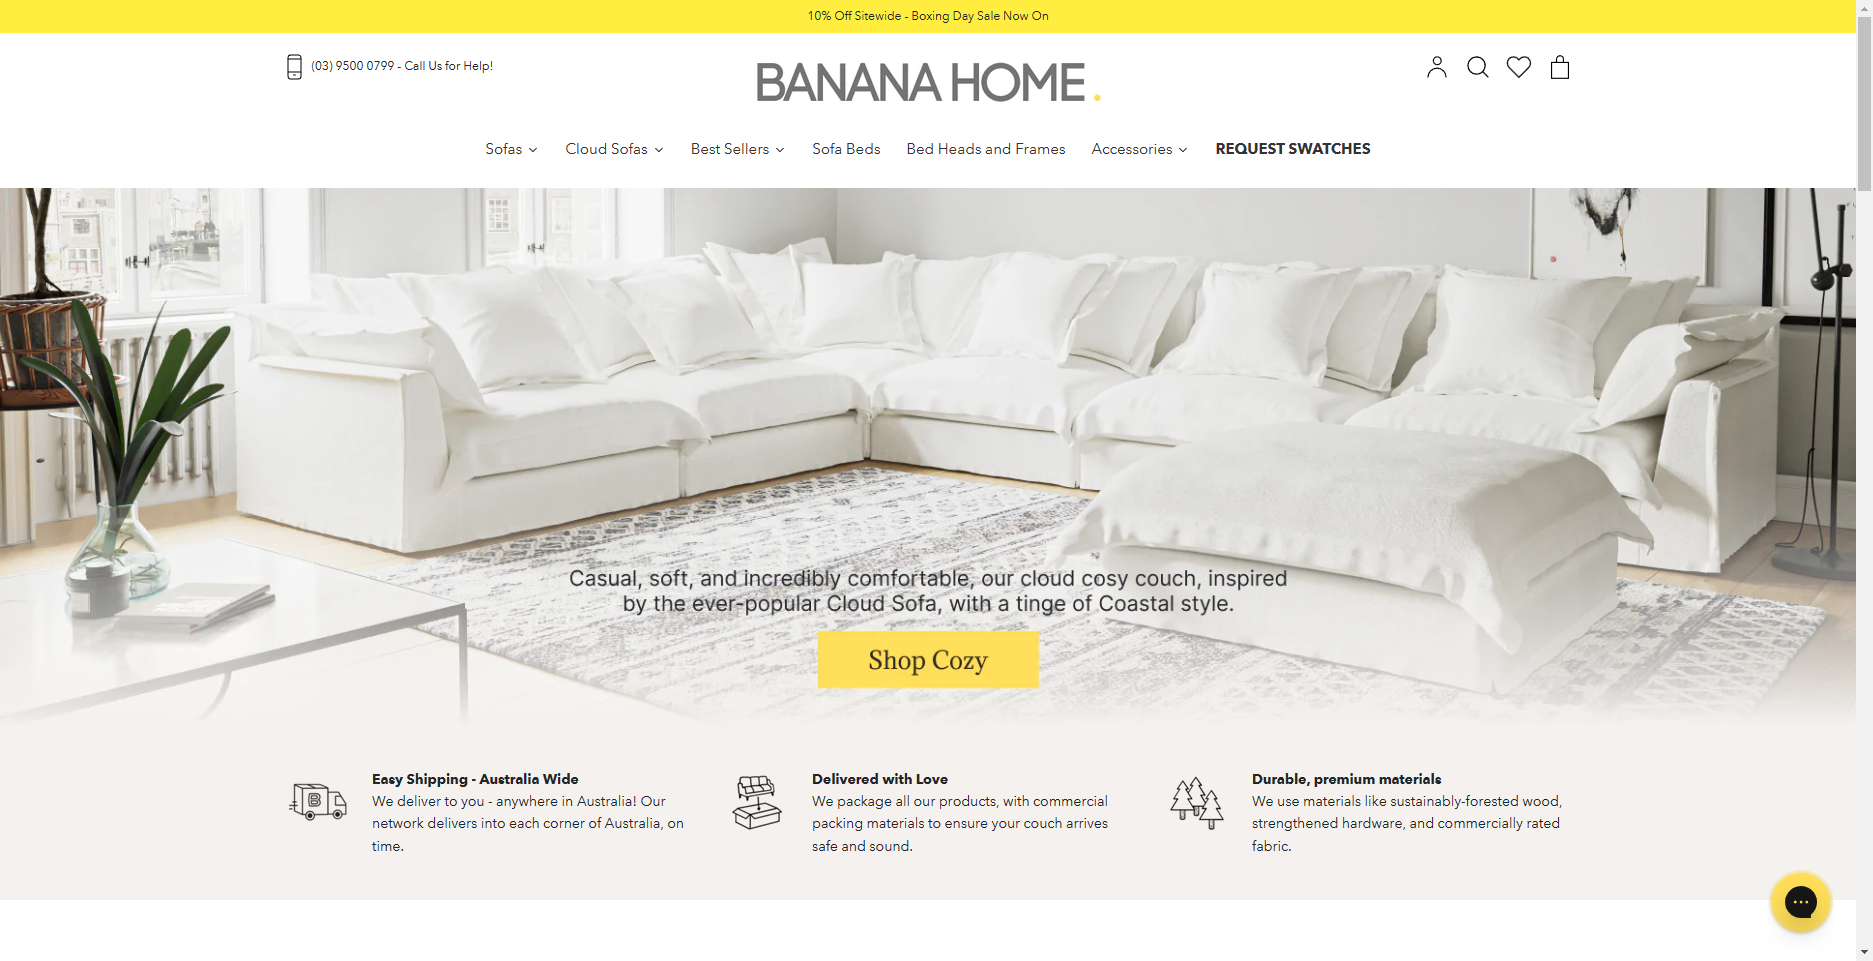 10% Off Sitewide - Boxing Day Sale Now On
(03) 9500 0799 - Call Us for Help!
BANANA HOME.
Sofas
Cloud Sofas
Best Sellers
Sofa Beds
Bed Heads and Frames
Accessories
REQUEST SWATCHES
Casual, soft, and incredibly comfortable, our cloud cosy couch, inspired
by the ever-popular Cloud Sofa, with a tinge of Coastal style.
Shop Cozy
Easy Shipping - Australia Wide
We deliver to you - anywhere in Australia! Our
network delivers into each corner of Australia, on
time.
Delivered with Love
We package all our products, with commercial
packing materials to ensure your couch arrives
safe and sound.
Durable, premium materials
We use materials like sustainably-forested wood,
strengthened hardware, and commercially rated
fabric.
B